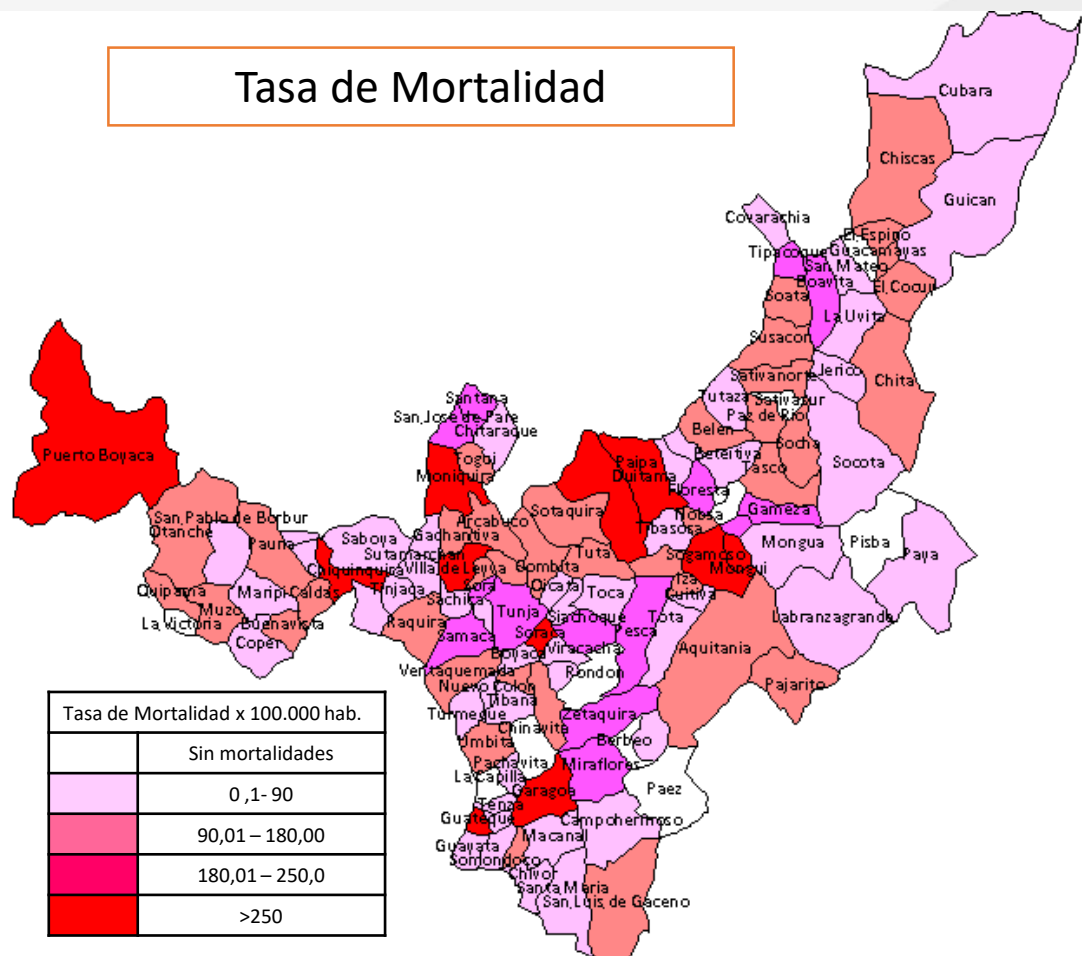 Tasa de Mortalidad
Cubara
Chiscas
Guican
Covarachia
El Espino
Tipacoque
Guacamayas
San Mateo
Boavita
El Cocuy
Soata
La Uvita
Susacon
Jerico
Sativanorte
Chita
Tutaza
Sativasur
Santana
Paz de Rio
San Jose de Pare
Belen
Chitaraque
Socha
Beteitiva
Socota
Puerto Boyaca
Togui
Paipa
Tasco
Moniquira
Duitama
Floresta
Sotaquira
Gameza
San Pablo de Borbur
Arcabuco
Nobsa
Otanche
Tibasosa
Gachantiva
Saboya
Mongua
Pisba
Pauna
Sutamarchan
Tuta
Paya
Villa de Leyva
Combita
Sogamoso
Chiquinquira
Mongui
Sora
Oicata
Iza
Tinjaca
Toca
Cuitiva
Quipama
Maripi
Caldas
Sachica
Muzo
Tunja
Siachoque
Tota
Labranzagrande
La Victoria
Buenavista
Raquira
Samaca
Soraca
Pesca
Coper
Viracacha
Aquitania
Boyaca
Ventaquemada
Rondon
Nuevo Colon
Pajarito
Tibana
Turmeque
Zetaquira
Chinavita
Umbita
Berbeo
Pachavita
Miraflores
La Capilla
Garagoa
Paez
Tenza
Guateque
Campohermoso
Macanal
Guayata
Somondoco
Chivor
Santa Maria
San Luis de Gaceno
Tasa de Mortalidad x 100.000 hab.
Sin mortalidades
0 ,1- 90
90,01 – 180,00
180,01 – 250,0
>250